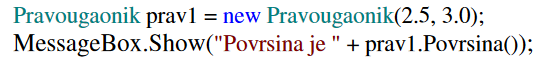 Pravougaonik prav1 = new Pravougaonik(2.5, 3.0);
MessageBox.Show("Povrsina je " + prav1.Povrsina());